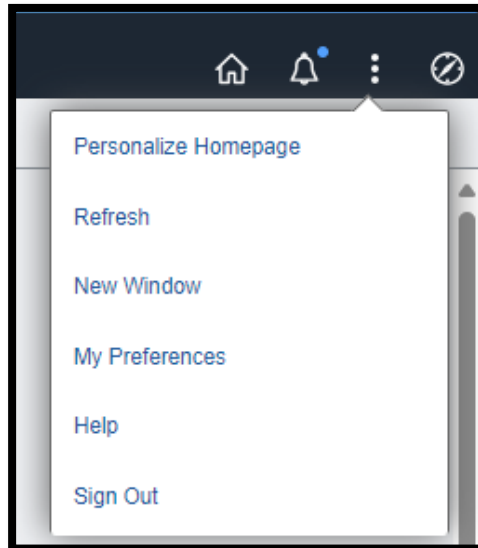 Personalize Homepage
Refresh
New Window
My Preferences
Help
Sign Out